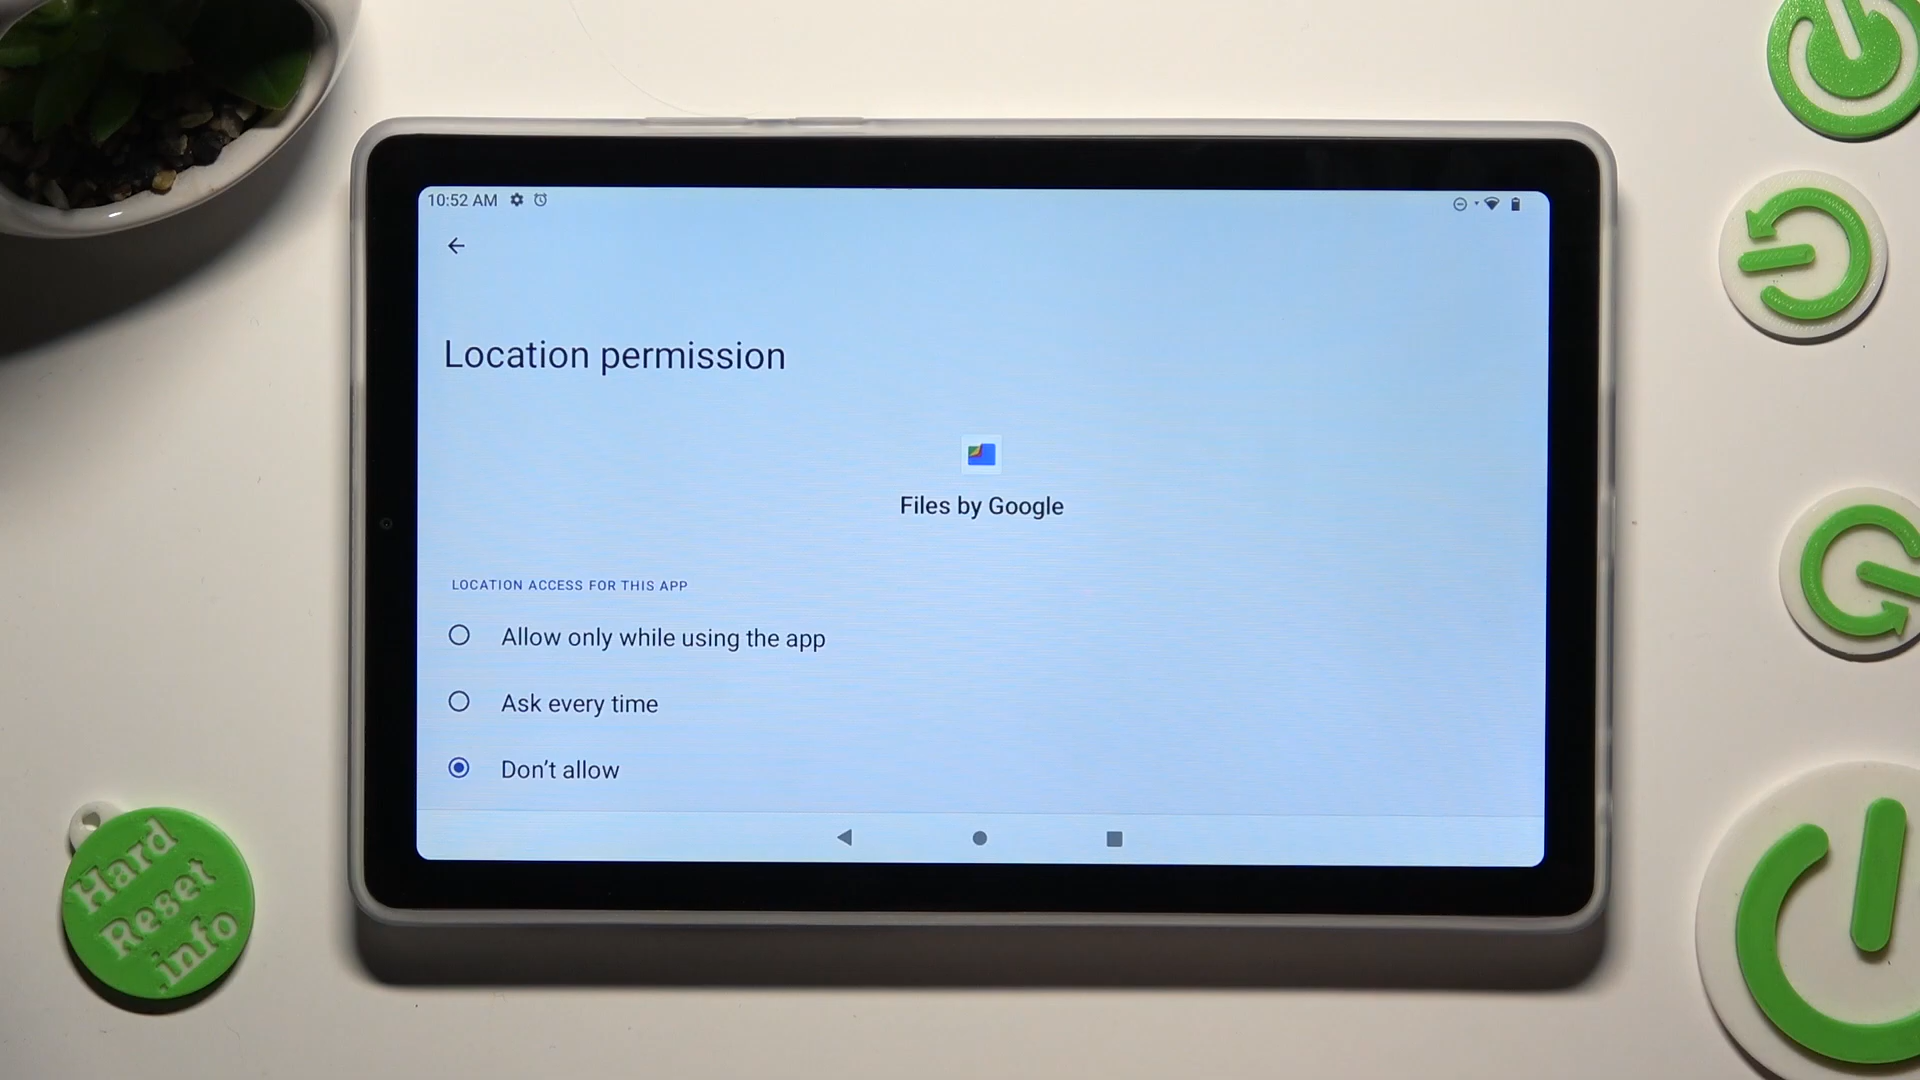 10:52 AM
Location permission
Files by Google
LOCATION ACCESS FOR THIS APP
Allow only while using the app
Ask every time
Don’t allow
Hard
Reset
.info